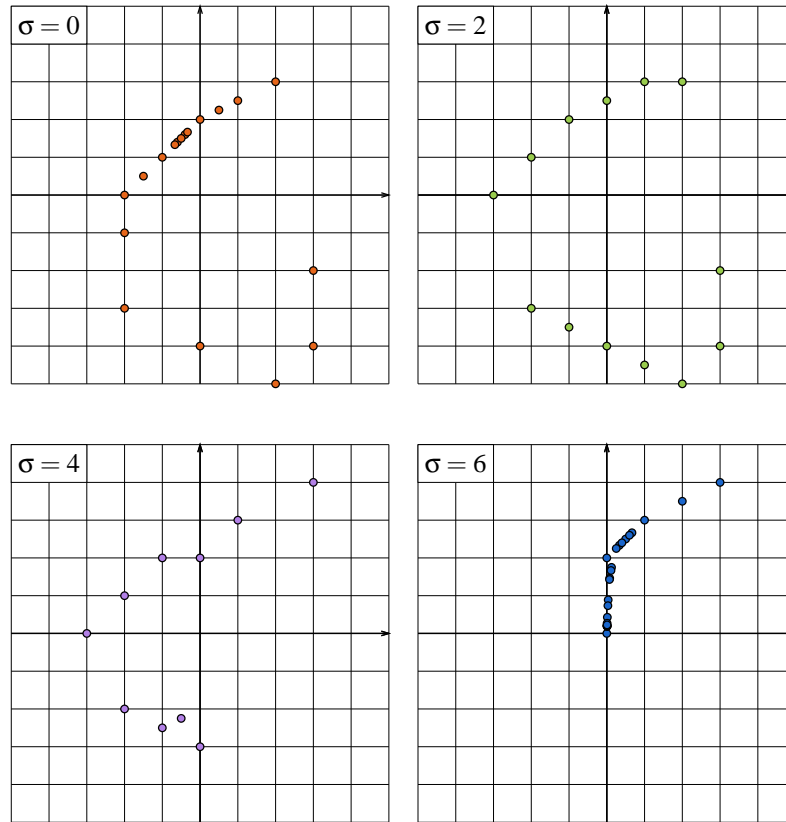 σ = 0
σ = 2
σ = 4
σ = 6